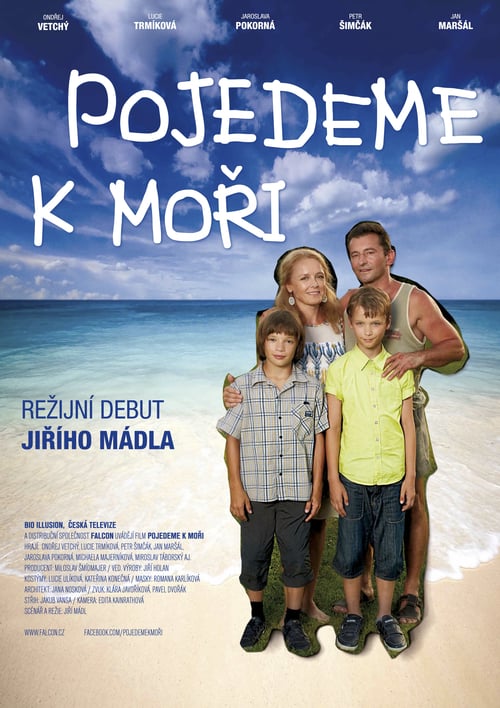 ONDŘEJ VETCHÝ
LUCIE TRMÍKOVÁ
JAROSLAVA POKORNÁ
PETR ŠIMČÁK
JAN MARŠÁL
POJEDEME
K MOŘI
REŽIJNÍ DEBUT
JIŘÍHO MÁDLA
BIO ILLUSION, ČESKÁ TELEVIZE
A DISTRIBUČNÍ SPOLEČNOST FALCON UVÁDĚJÍ FILM POJEDEME K MOŘI
HRAJÍ: ONDŘEJ VETCHÝ, LUCIE TRMÍKOVÁ, PETR ŠIMČÁK, JAN MARŠÁL,
JAROSLAVA POKORNÁ, MICHAELA MAJERNÍKOVÁ, MIROSLAV TÁBORSKÝ AJ.
PRODUCENT: MILOSLAV ŠMÍDMAJER / VED. VÝROBY: JIŘÍ HOLAN
KOSTÝMY: LUCIE ULÍKOVÁ, KATEŘINA KONEČNÁ / MASKY: ROMANA KARLÍKOVÁ
ARCHITEKT: JANA NOSKOVÁ / ZVUK: KLÁRA JAVOŘÍKOVÁ, PAVEL DVOŘÁK
STŘIH: JAKUB VANSA / KAMERA: EDITA KAINRATHOVÁ
SCÉNÁŘ A REŽIE: JIŘÍ MÁDL
WWW.FALCON.CZ FACEBOOK.COM/POJEDEMEKMOŘI